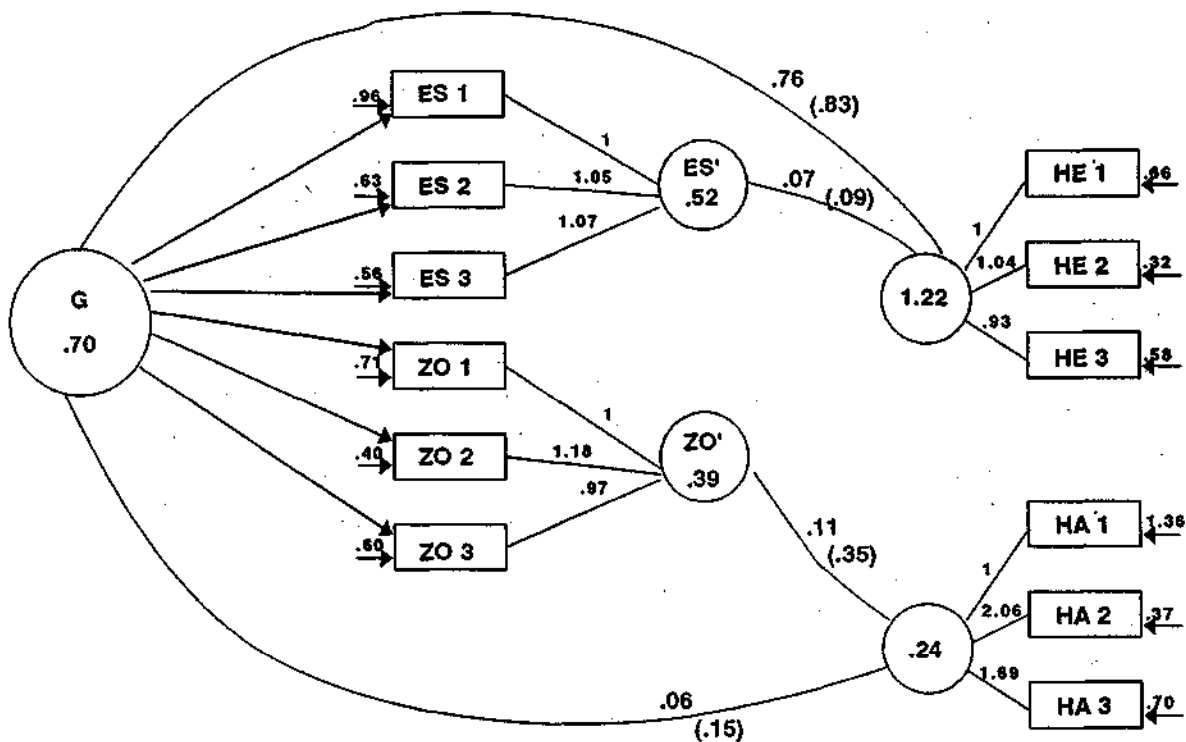 .76
(.83)
.96
ES 1
1
.63
ES 2
1.05
ES'
.52
.07
(.09)
HE 1
.66
1.07
.56
ES 3
1
1.04
HE 2
.32
G
.70
1.22
.93
HE 3
.58
ZO 1
.71
1
ZO 2
.40
1.18
ZO'
.39
.97
ZO 3
.50
.11
(.35)
HA 1
1.36
1
2.06
HA 2
.37
.24
1.69
HA 3
.70
.06
(.15)